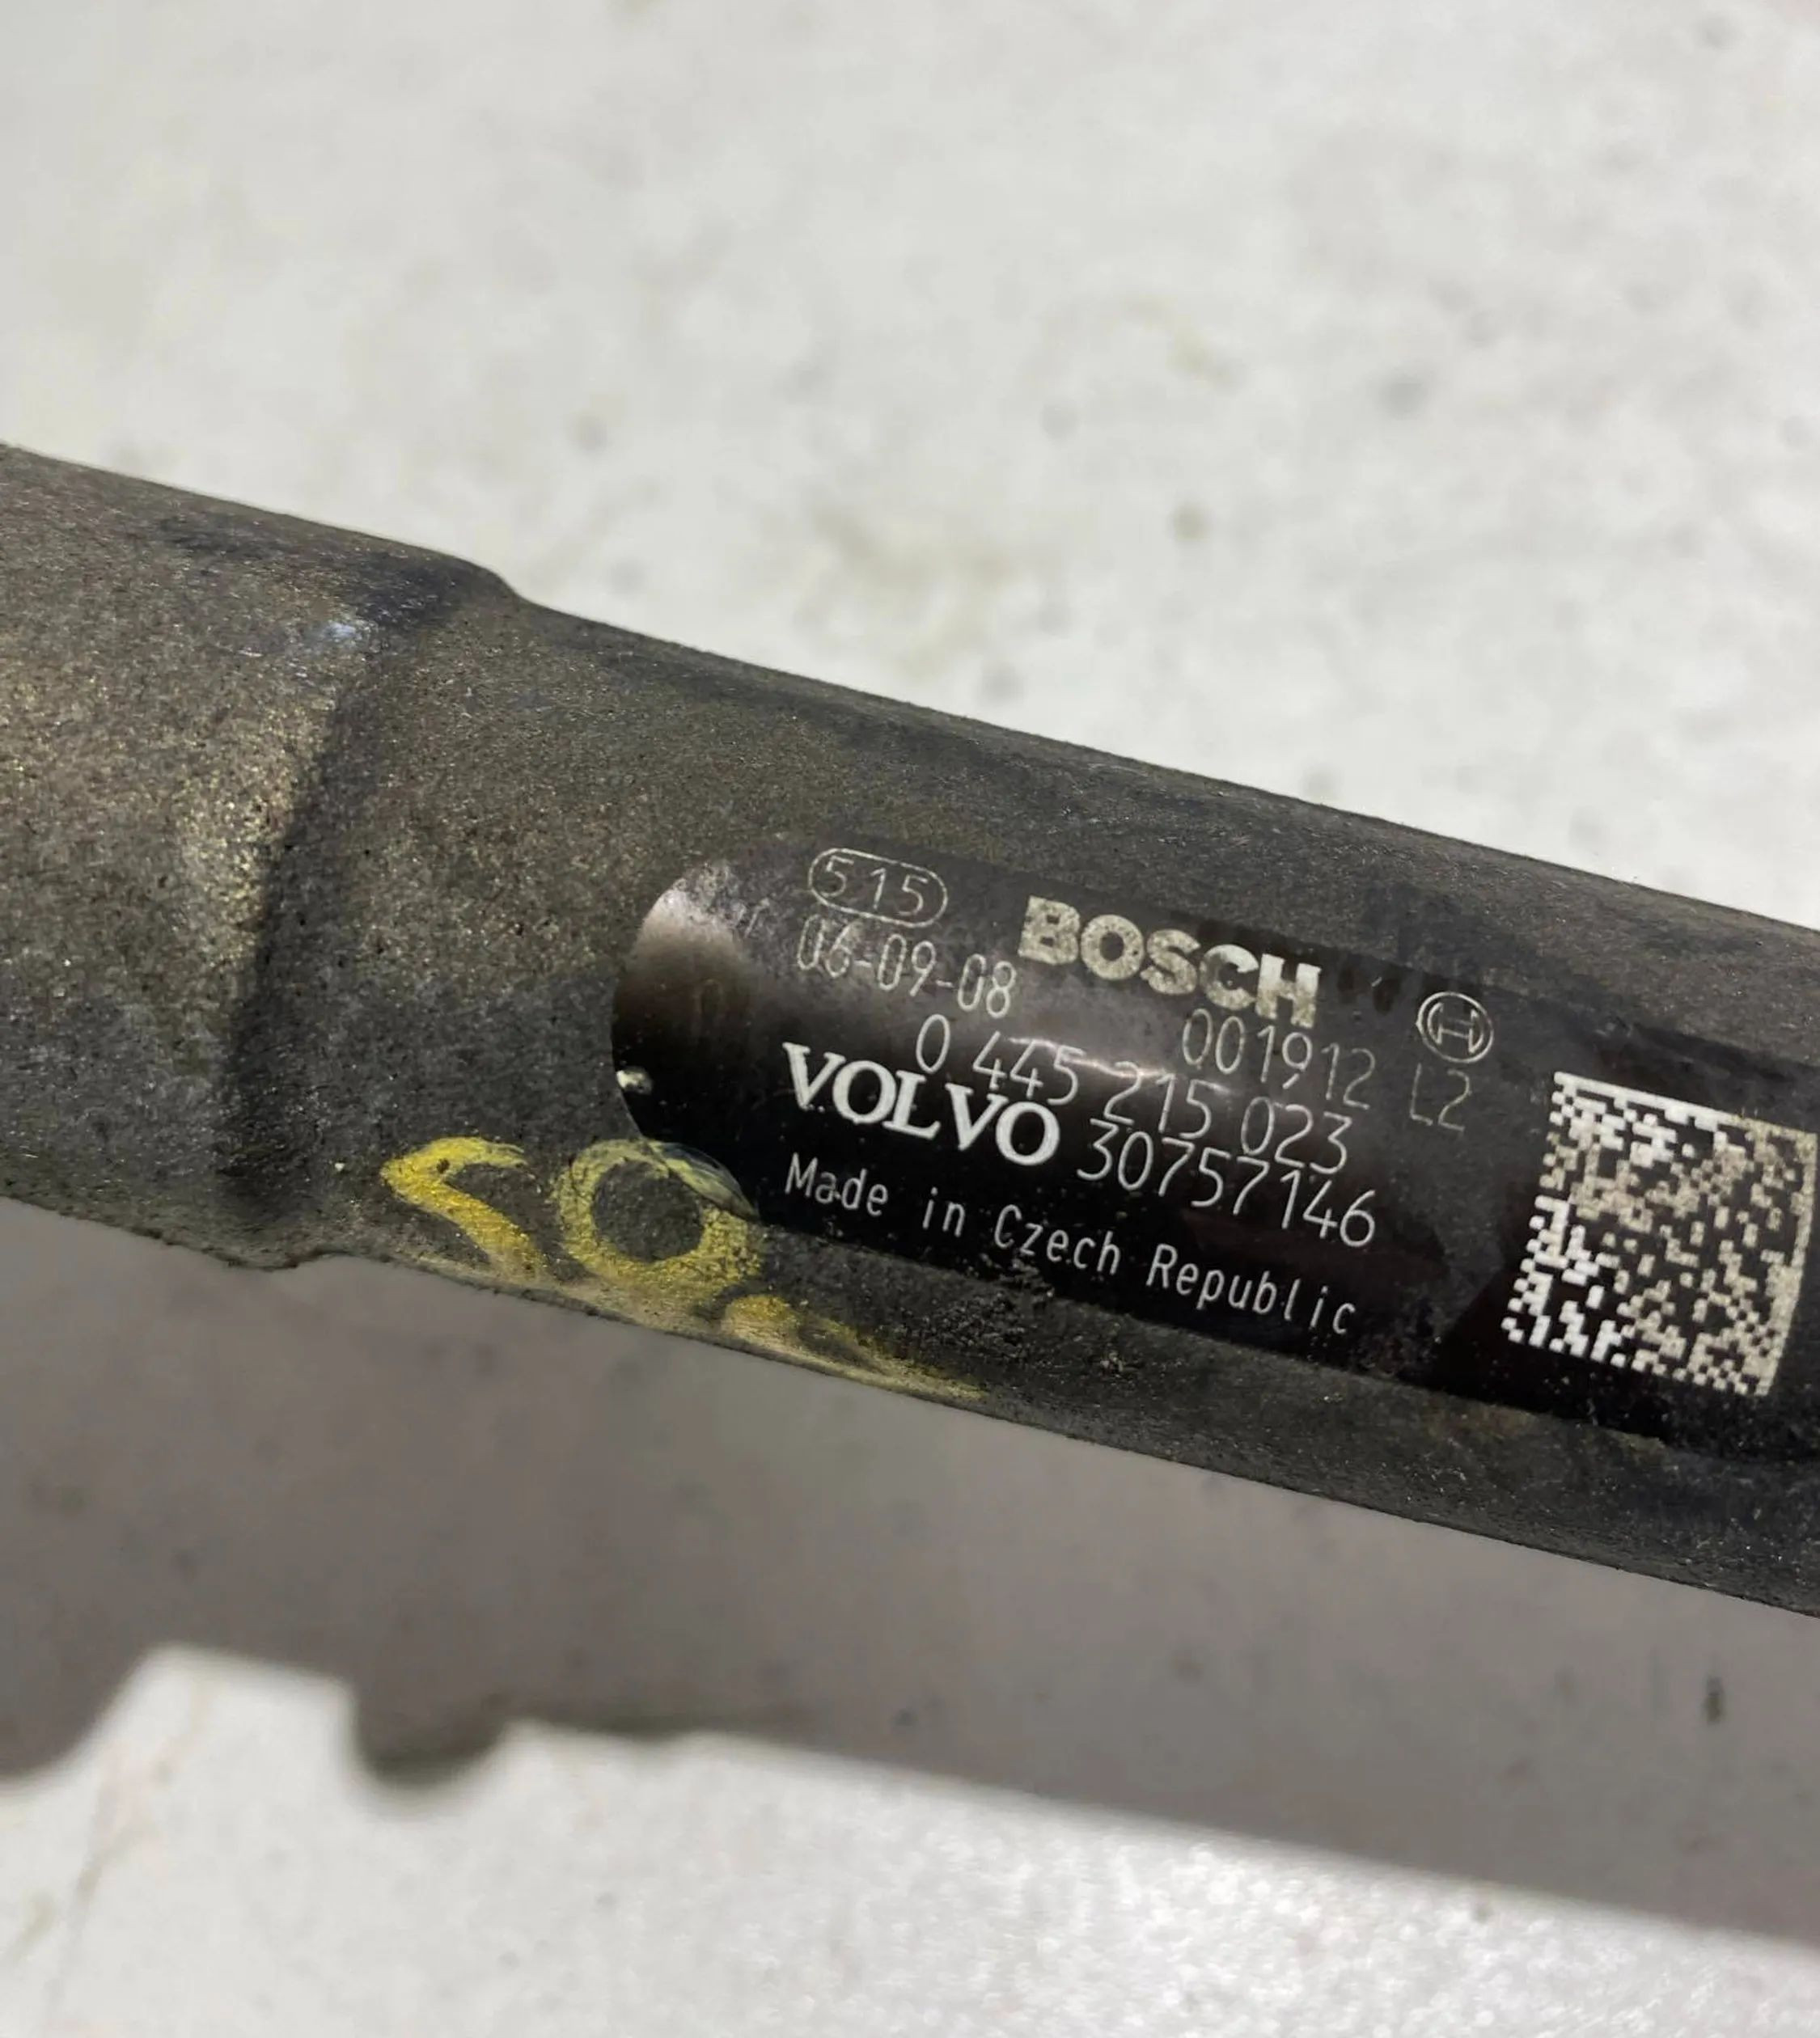 515
BOSCH
06-09-08
001912 L2
0 445 215 023
VOLVO 30757146
Made in Czech Republic